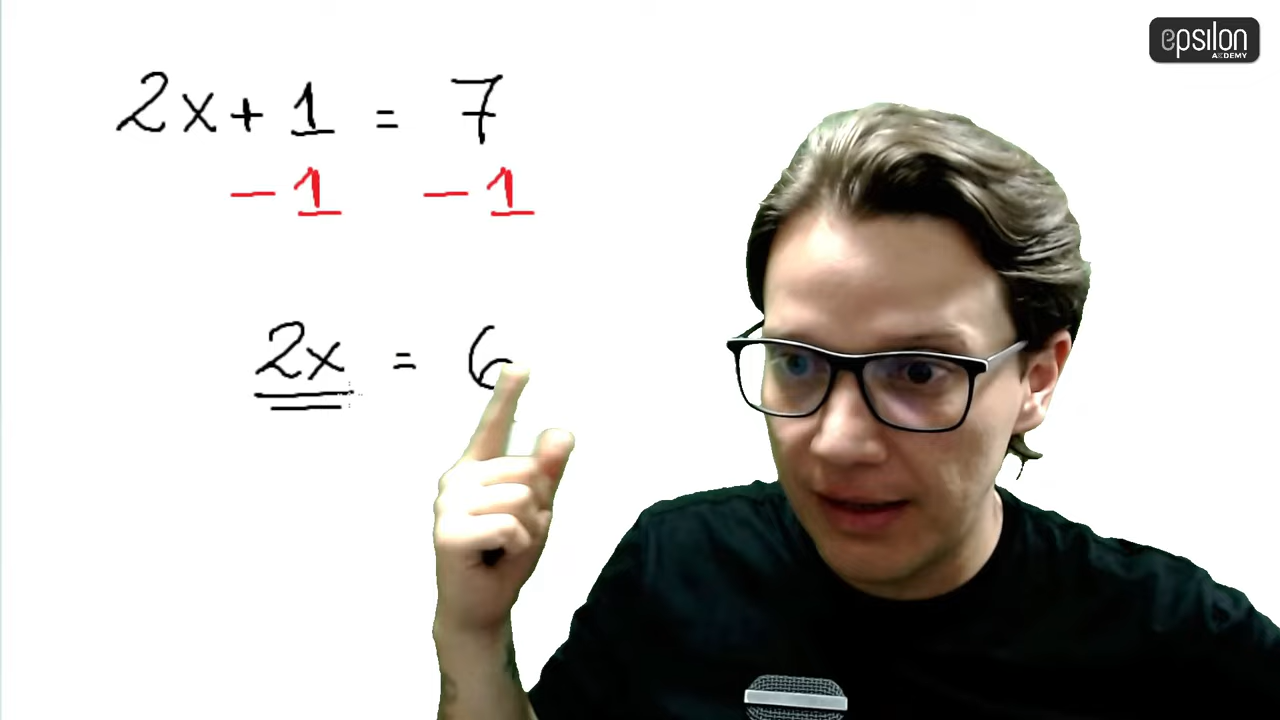 epsilon
ACADEMY
2x + 1 = 7
- 1 - 1
2x = 6